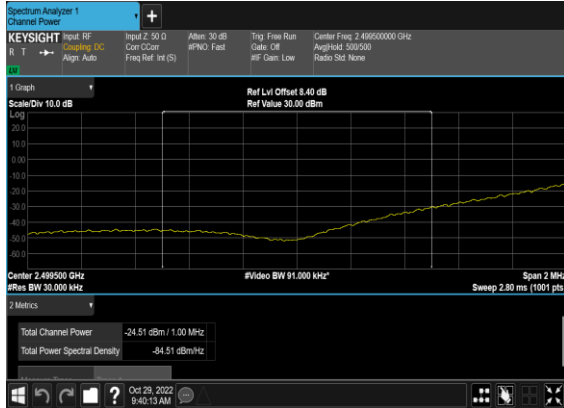 Spectrum Analyzer 1
Channel Power
+
KEYSIGHT
R T
Input: RF
Coupling: DC
Align: Auto
Input Z: 50 Ω
Corr CCorr
Freq Ref: Int (S)
Atten: 30 dB
#PNO: Fast
Trig: Free Run
Gate: Off
#IF Gain: Low
Center Freq: 2.499500000 GHz
Avg|Hold: 500/500
Radio Std: None
1 Graph
Scale/Div 10.0 dB
Ref Lvl Offset 8.40 dB
Ref Value 30.00 dBm
Log
20.0
10.0
0.00
-10.0
-20.0
-30.0
-40.0
-50.0
-60.0
Center 2.499500 GHz
#Res BW 30.000 kHz
#Video BW 91.000 kHz*
Span 2 MHz
Sweep 2.80 ms (1001 pts
2 Metrics
Total Channel Power -24.51 dBm / 1.00 MHz
Total Power Spectral Density -84.51 dBm/Hz
?
Oct 29, 2022
9:40:13 AM